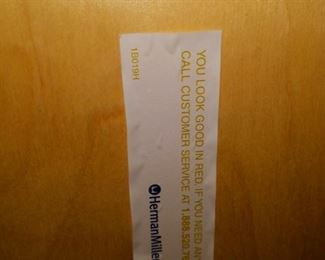 YOU LOOK GOOD IN RED. IF YOU NEED AN
CALL CUSTOMER SERVICE AT 1.888.520.
1B019H
HermanMille